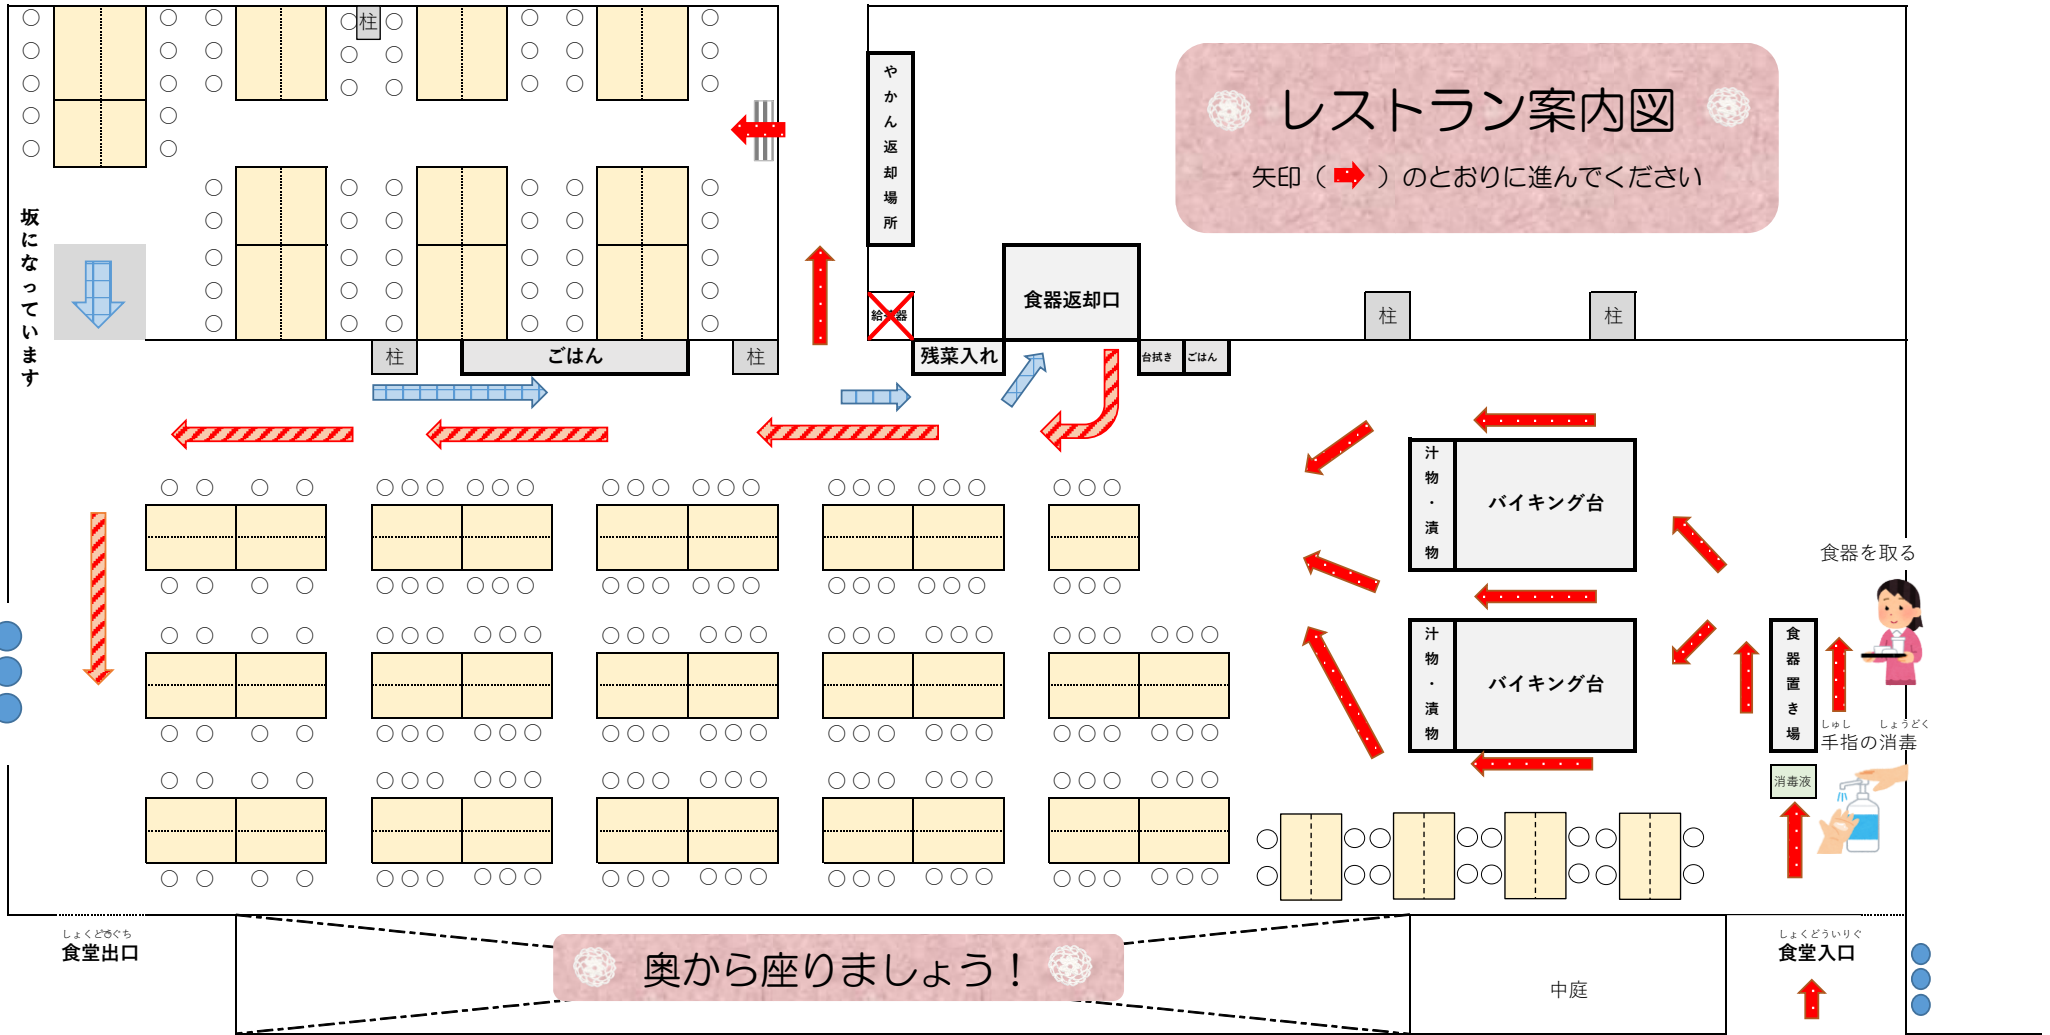 レストラン案内図
矢印（ ）のとおりに進んでください
柱
やかん返却場所
坂になっています
食器返却口
柱
柱
柱
ごはん
柱
残菜入れ
台拭き
ごはん
汁物・漬物
バイキング台
食器を取る
汁物・漬物
バイキング台
食器置き場
しゅし しょうどく
手指の消毒
消毒液
しょくどう
食堂出口
しょくどういりぐ
食堂入口
奥から座りましょう！
中庭